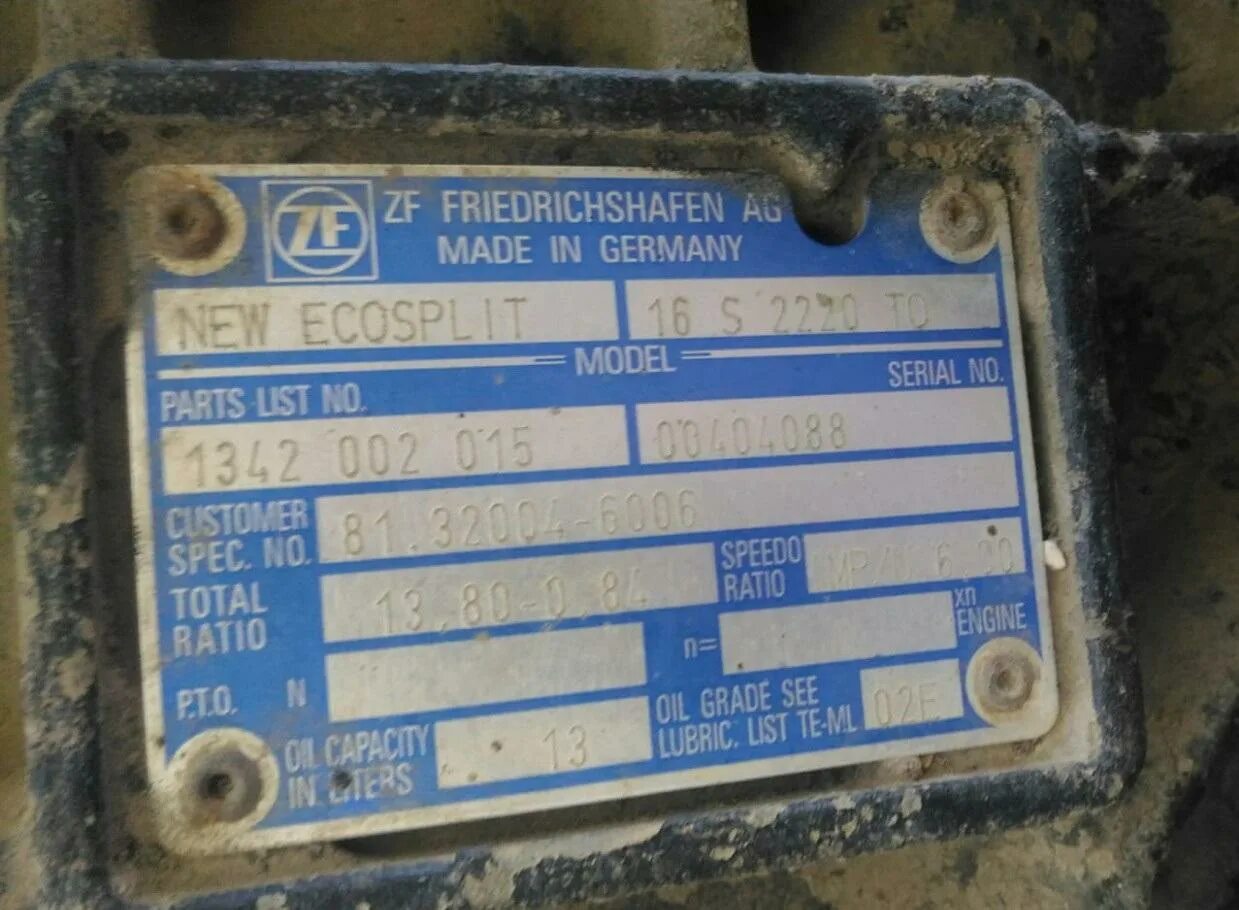 ZF
ZF FRIEDRICHSHAFEN AG
MADE IN GERMANY
NEW ECOSPLIT 16 S 2220 TO
MODEL
PARTS LIST NO. SERIAL NO.
1342 002 015 00404088
CUSTOMER SPEC. NO. 81.32004-6006
TOTAL RATIO 13.80-0.84 SPEEDO RATIO 6.00
P.T.O. N n= xn ENGINE
OIL CAPACITY IN LITERS 13 OIL GRADE SEE LUBRIC. LIST TE-ML 02E